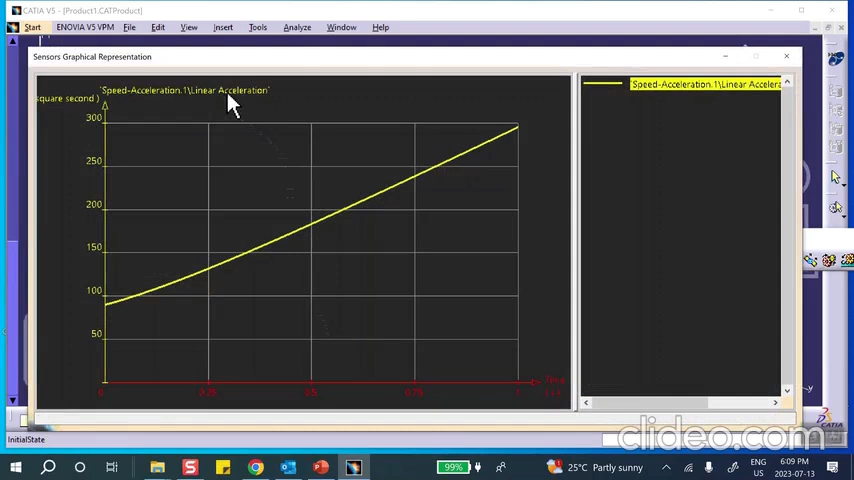 CATIA V5 - [Product1.CATProduct]
Start ENOVIA V5 VPM File Edit View Insert Tools Analyze Window Help
Sensors Graphical Representation
`Speed-Acceleration.1\Linear Acceleration`
square second )
`Speed-Acceleration.1\Linear Accelera
300
250
200
150
100
50
0 0.25 0.5 0.75 1
Time
InitialState
CATIA
clideo.com
99%
25°C Partly sunny
ENG
US
6:09 PM
2023-07-13